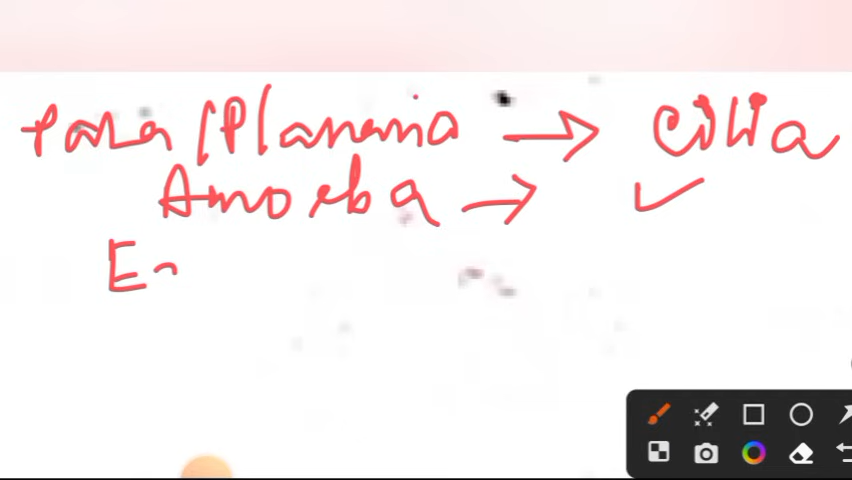 Para/Planaria → Cilia
Amoeba → ✓
E